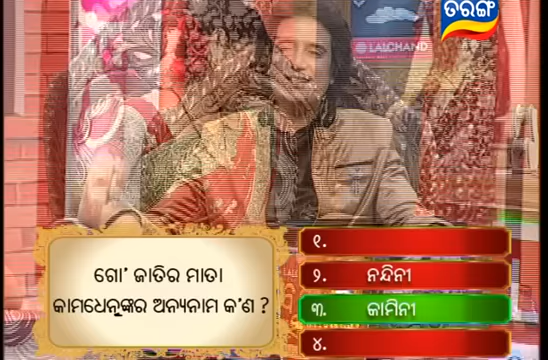 ତରଙ୍ଗ
LALCHAND
ଗୋ' ଜାତିର ମାତା
କାମଧେନୁଙ୍କର ଅନ୍ୟନାମ କ'ଣ ?
୧.
୨. ନନ୍ଦିନୀ
୩. କାମିନୀ
୪.